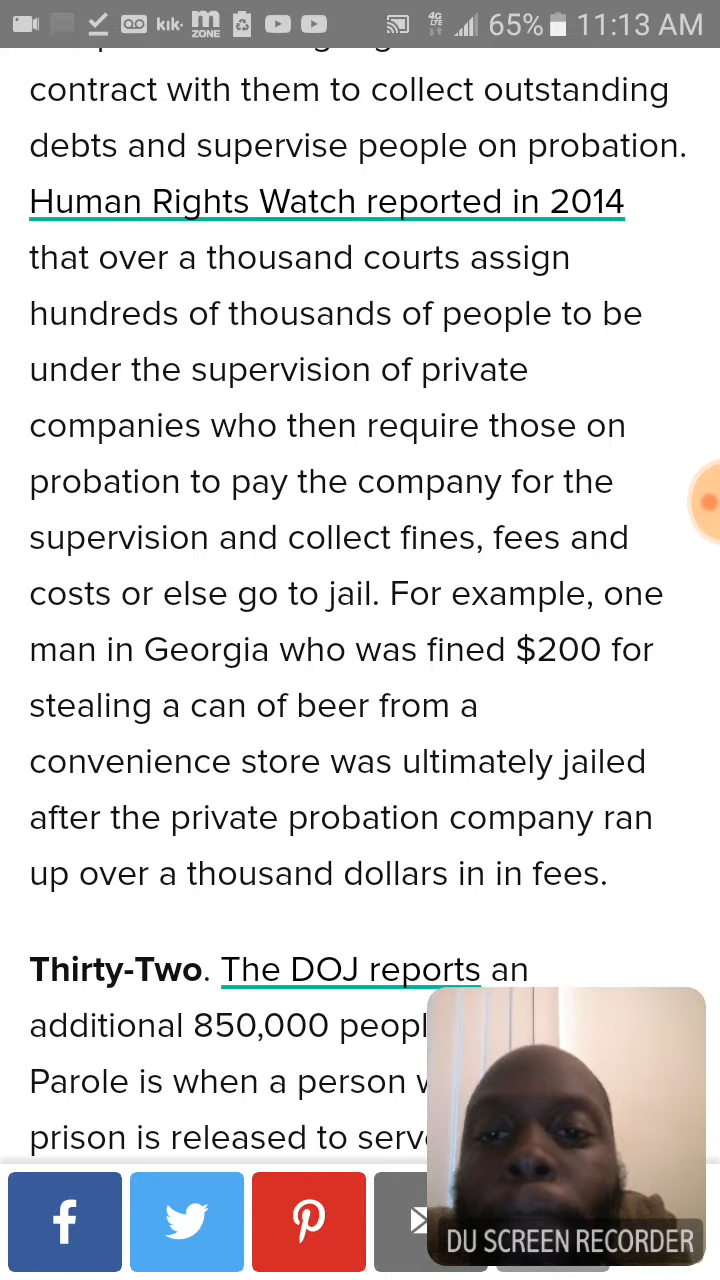 kik.
m
ZONE
4G
LTE
65%
11:13 AM
contract with them to collect outstanding
debts and supervise people on probation.
Human Rights Watch reported in 2014
that over a thousand courts assign
hundreds of thousands of people to be
under the supervision of private
companies who then require those on
probation to pay the company for the
supervision and collect fines, fees and
costs or else go to jail. For example, one
man in Georgia who was fined $200 for
stealing a can of beer from a
convenience store was ultimately jailed
after the private probation company ran
up over a thousand dollars in in fees.
Thirty-Two. The DOJ reports an
additional 850,000 peopl
Parole is when a person
prison is released to serv
DU SCREEN RECORDER